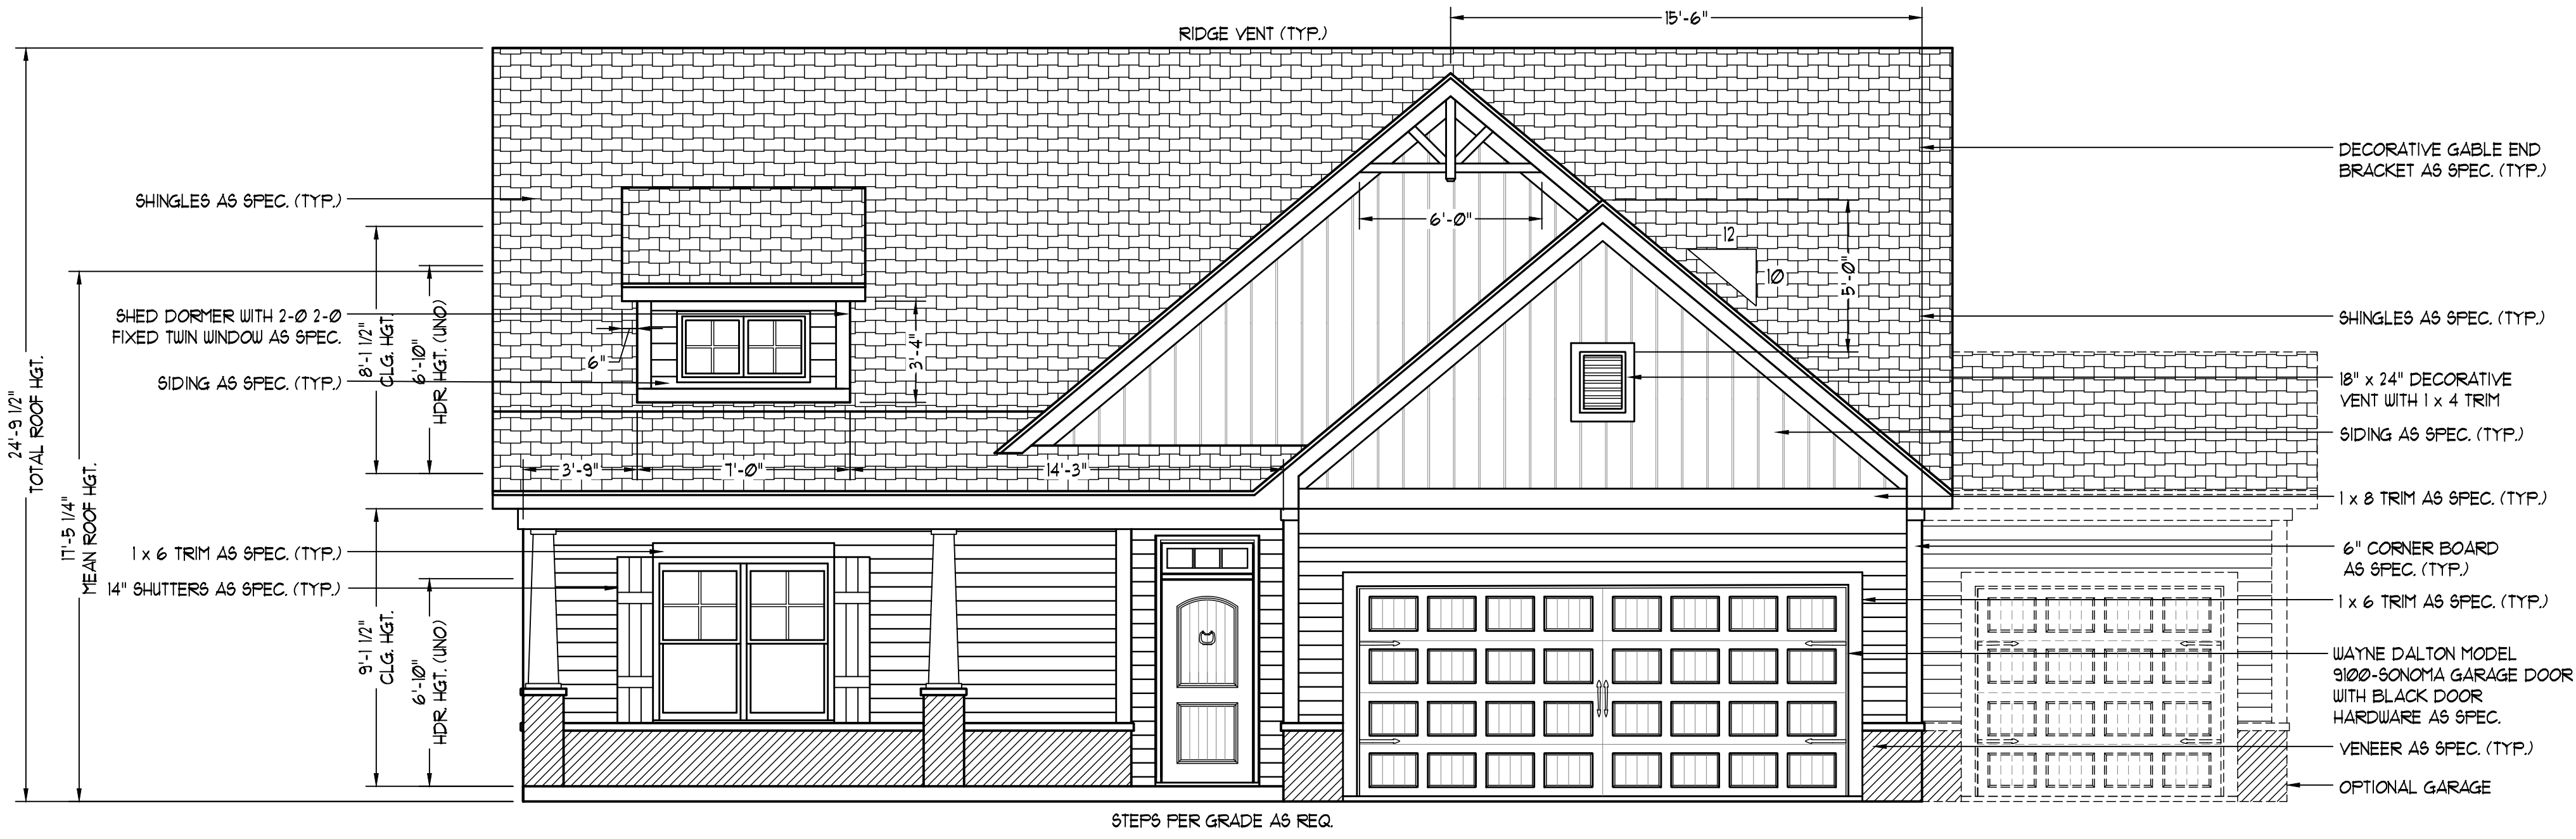 15'-6"
RIDGE VENT (TYP.)
24'-9 1/2"
TOTAL ROOF HGT.
17'-5 1/4"
MEAN ROOF HGT.
SHINGLES AS SPEC. (TYP.)
SHED DORMER WITH 2-0 2-0
FIXED TWIN WINDOW AS SPEC.
SIDING AS SPEC. (TYP.)
8'-1 1/2"
CLG. HGT.
6'-10"
HDR. HGT. (UNO)
6"
3'-4"
6'-0"
12
10
5'-0"
3'-9"
7'-0"
14'-3"
1 x 6 TRIM AS SPEC. (TYP.)
14" SHUTTERS AS SPEC. (TYP.)
9'-1 1/2"
CLG. HGT.
6'-10"
HDR. HGT. (UNO)
DECORATIVE GABLE END
BRACKET AS SPEC. (TYP.)
SHINGLES AS SPEC. (TYP.)
18" x 24" DECORATIVE
VENT WITH 1 x 4 TRIM
SIDING AS SPEC. (TYP.)
1 x 8 TRIM AS SPEC. (TYP.)
6" CORNER BOARD
AS SPEC. (TYP.)
1 x 6 TRIM AS SPEC. (TYP.)
WAYNE DALTON MODEL
9100-SONOMA GARAGE DOOR
WITH BLACK DOOR
HARDWARE AS SPEC.
VENEER AS SPEC. (TYP.)
OPTIONAL GARAGE
STEPS PER GRADE AS REQ.